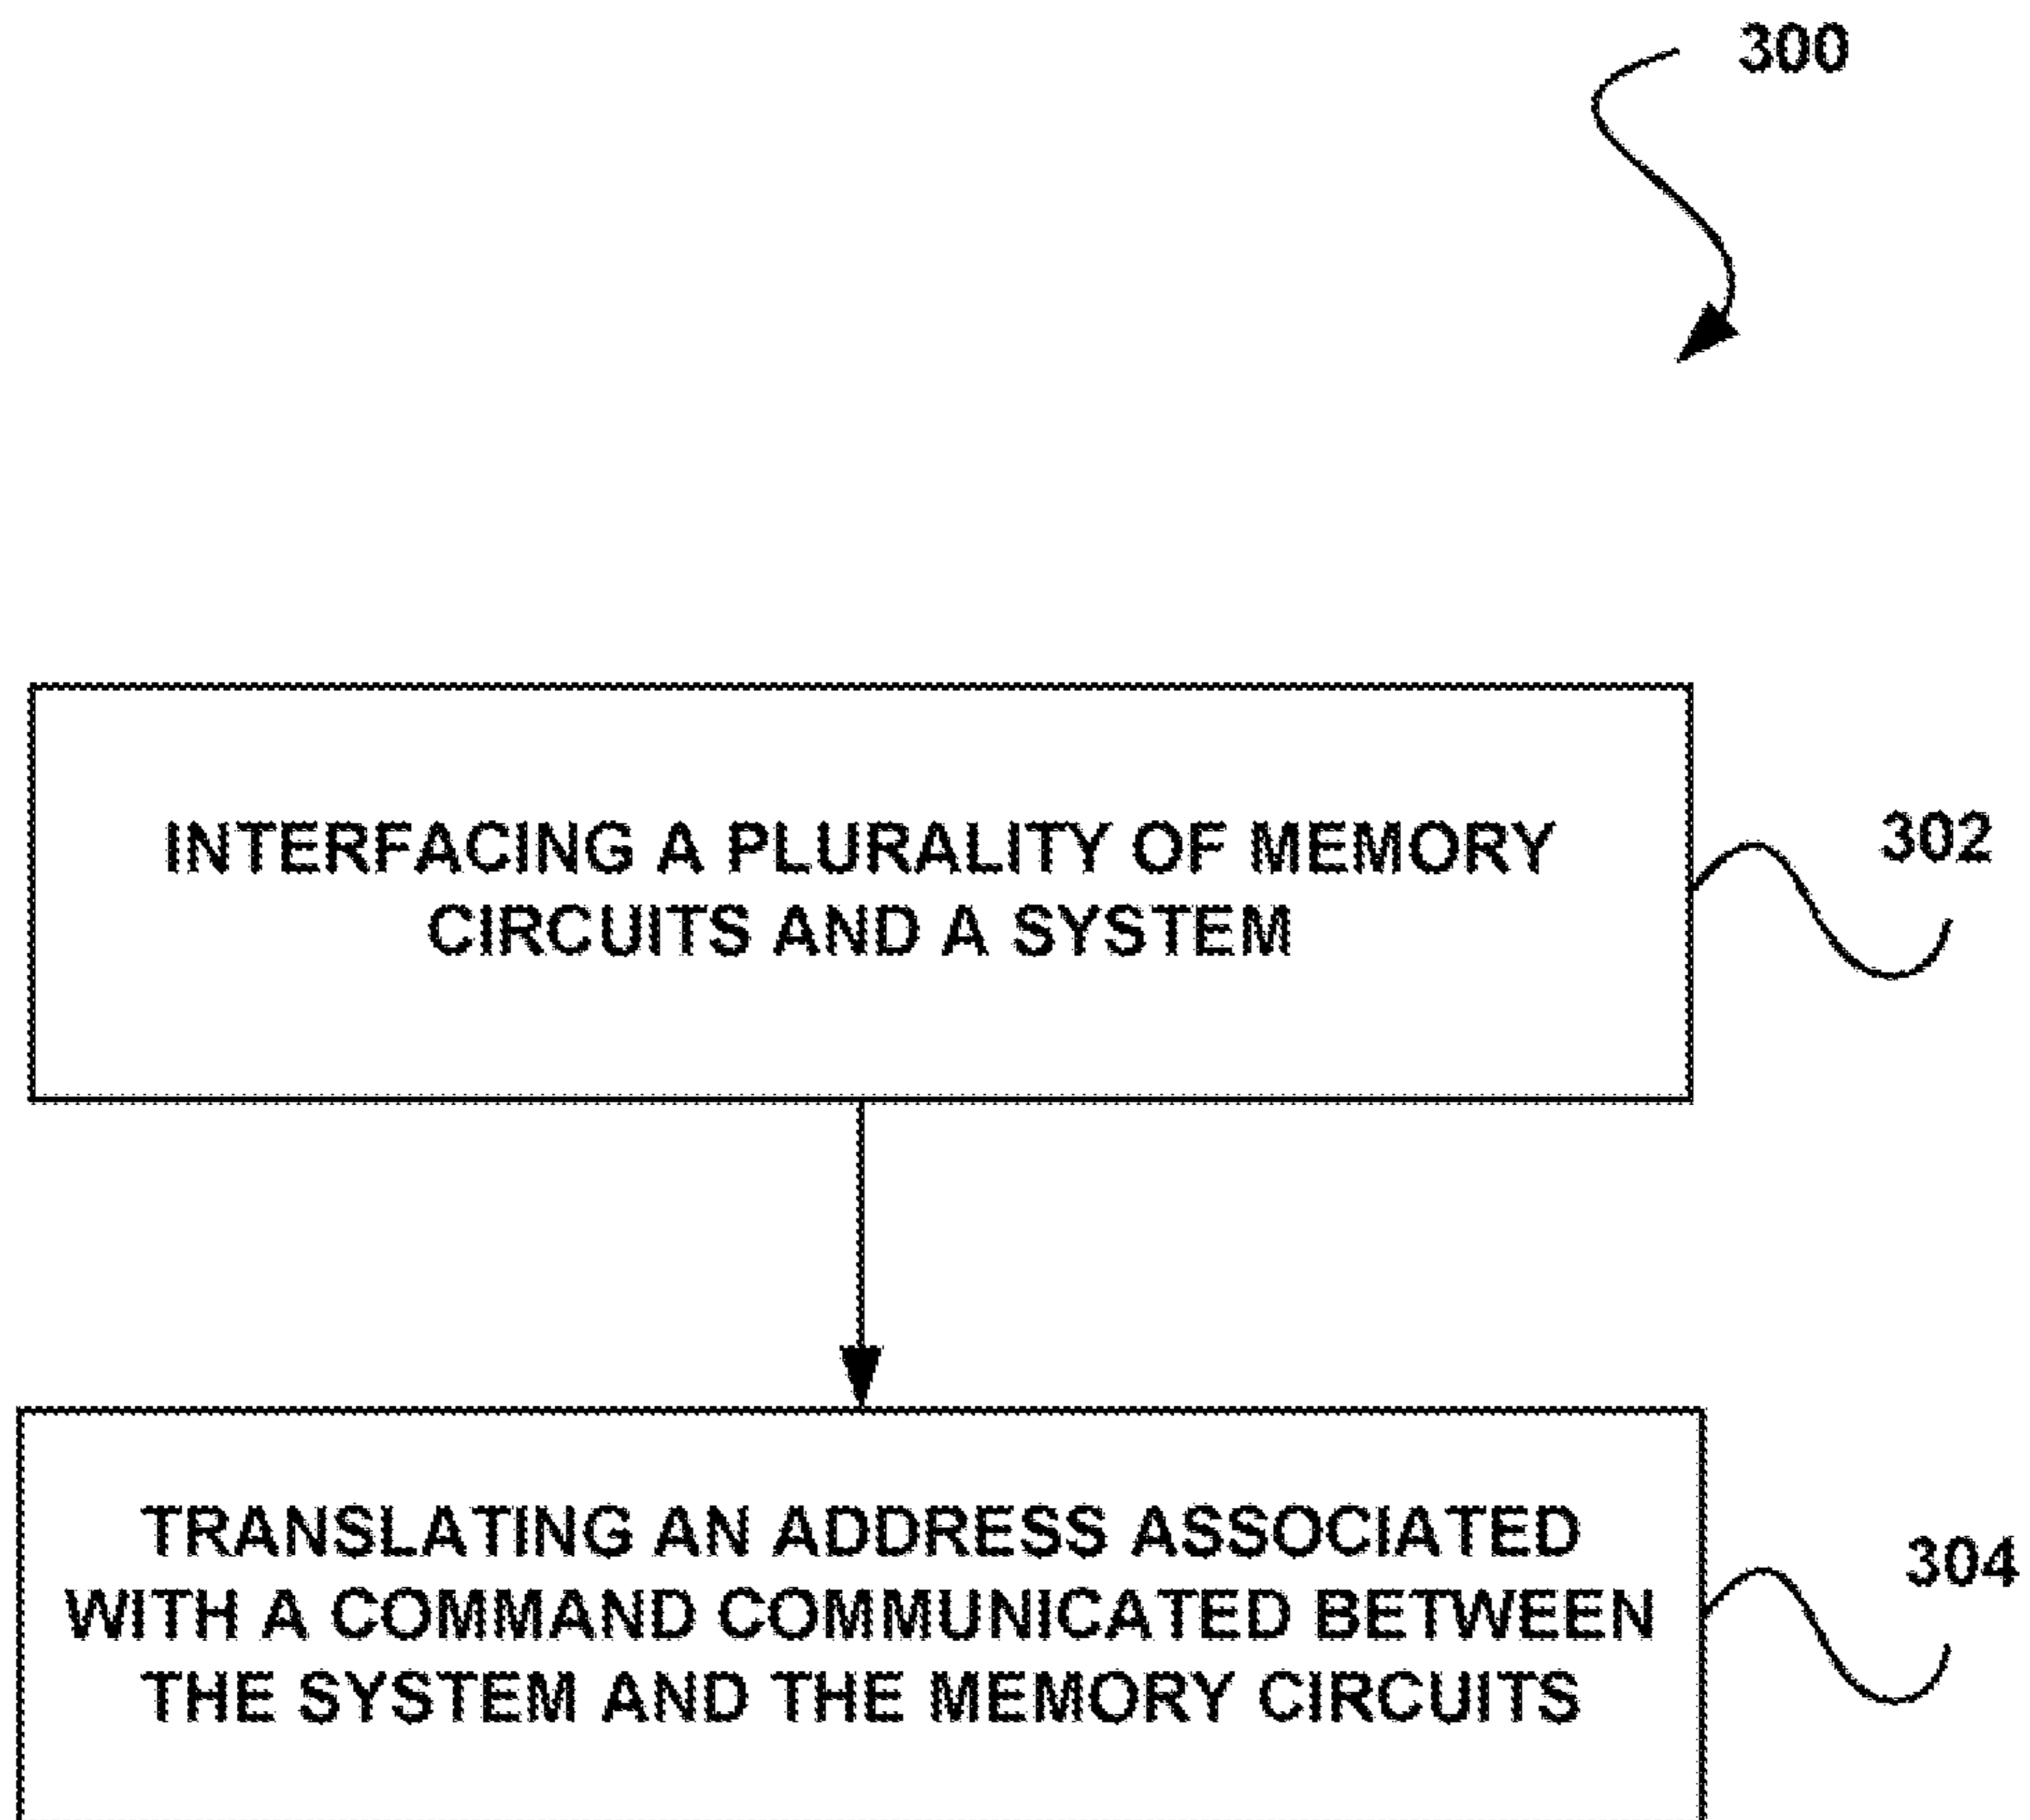 300
INTERFACING A PLURALITY OF MEMORY
CIRCUITS AND A SYSTEM
302
TRANSLATING AN ADDRESS ASSOCIATED
WITH A COMMAND COMMUNICATED BETWEEN
THE SYSTEM AND THE MEMORY CIRCUITS
304